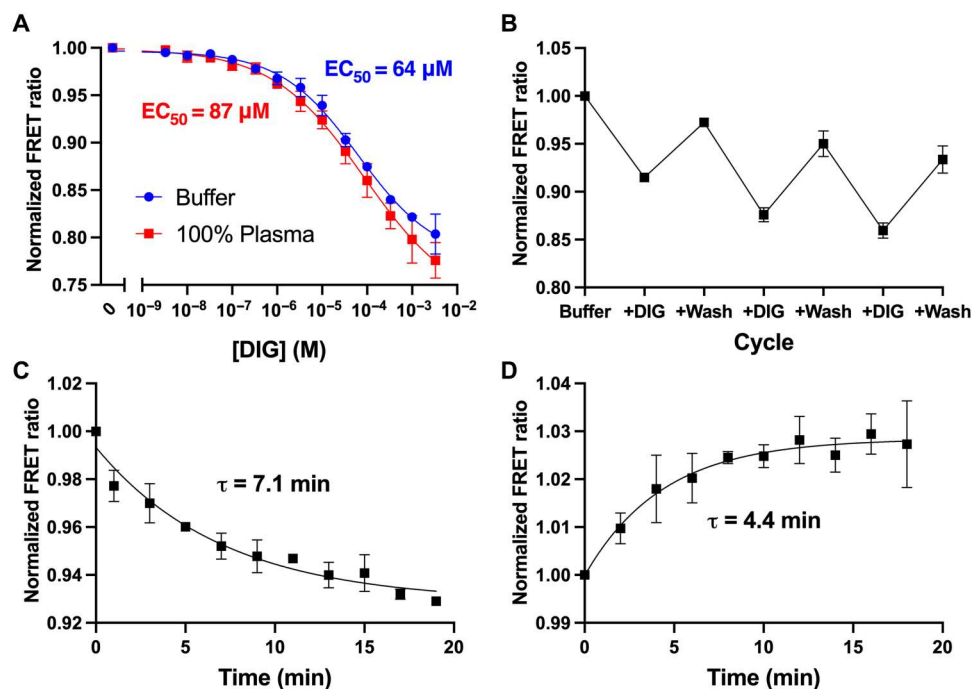 A
Normalized FRET ratio
1.00
0.95
0.90
0.85
0.80
0.75
EC₅₀ = 64 µM
EC₅₀ = 87 µM
Buffer
100% Plasma
0
10⁻⁹
10⁻⁸
10⁻⁷
10⁻⁶
10⁻⁵
10⁻⁴
10⁻³
10⁻²
[DIG] (M)
B
Normalized FRET ratio
1.05
1.00
0.95
0.90
0.85
0.80
Buffer
+DIG
+Wash
+DIG
+Wash
+DIG
+Wash
Cycle
C
Normalized FRET ratio
1.02
1.00
0.98
0.96
0.94
0.92
τ = 7.1 min
0
5
10
15
20
Time (min)
D
Normalized FRET ratio
1.04
1.03
1.02
1.01
1.00
0.99
τ = 4.4 min
0
5
10
15
20
Time (min)